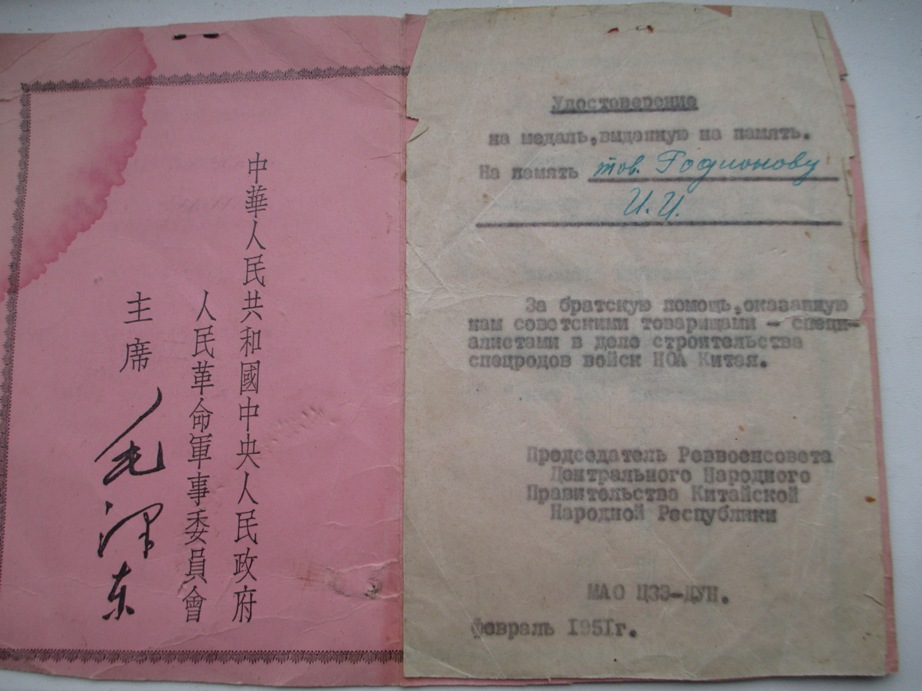 中華人民共和國中央人民政府
人民革命軍事委員會
主席
毛泽东
Удостоверение
на медаль,выданную на память.
На память тов. Родионову
И.И.
За братскую помощь,оказанную
нам советскими товарищами – специ-
алистами в деле строительства
спецродов войск НОА Китая.
Председатель Реввоенсовета
Центрального Народного
Правительства Китайской
Народной Республики
МАО ЦЗЭ-ДУН.
февраль 1951г.